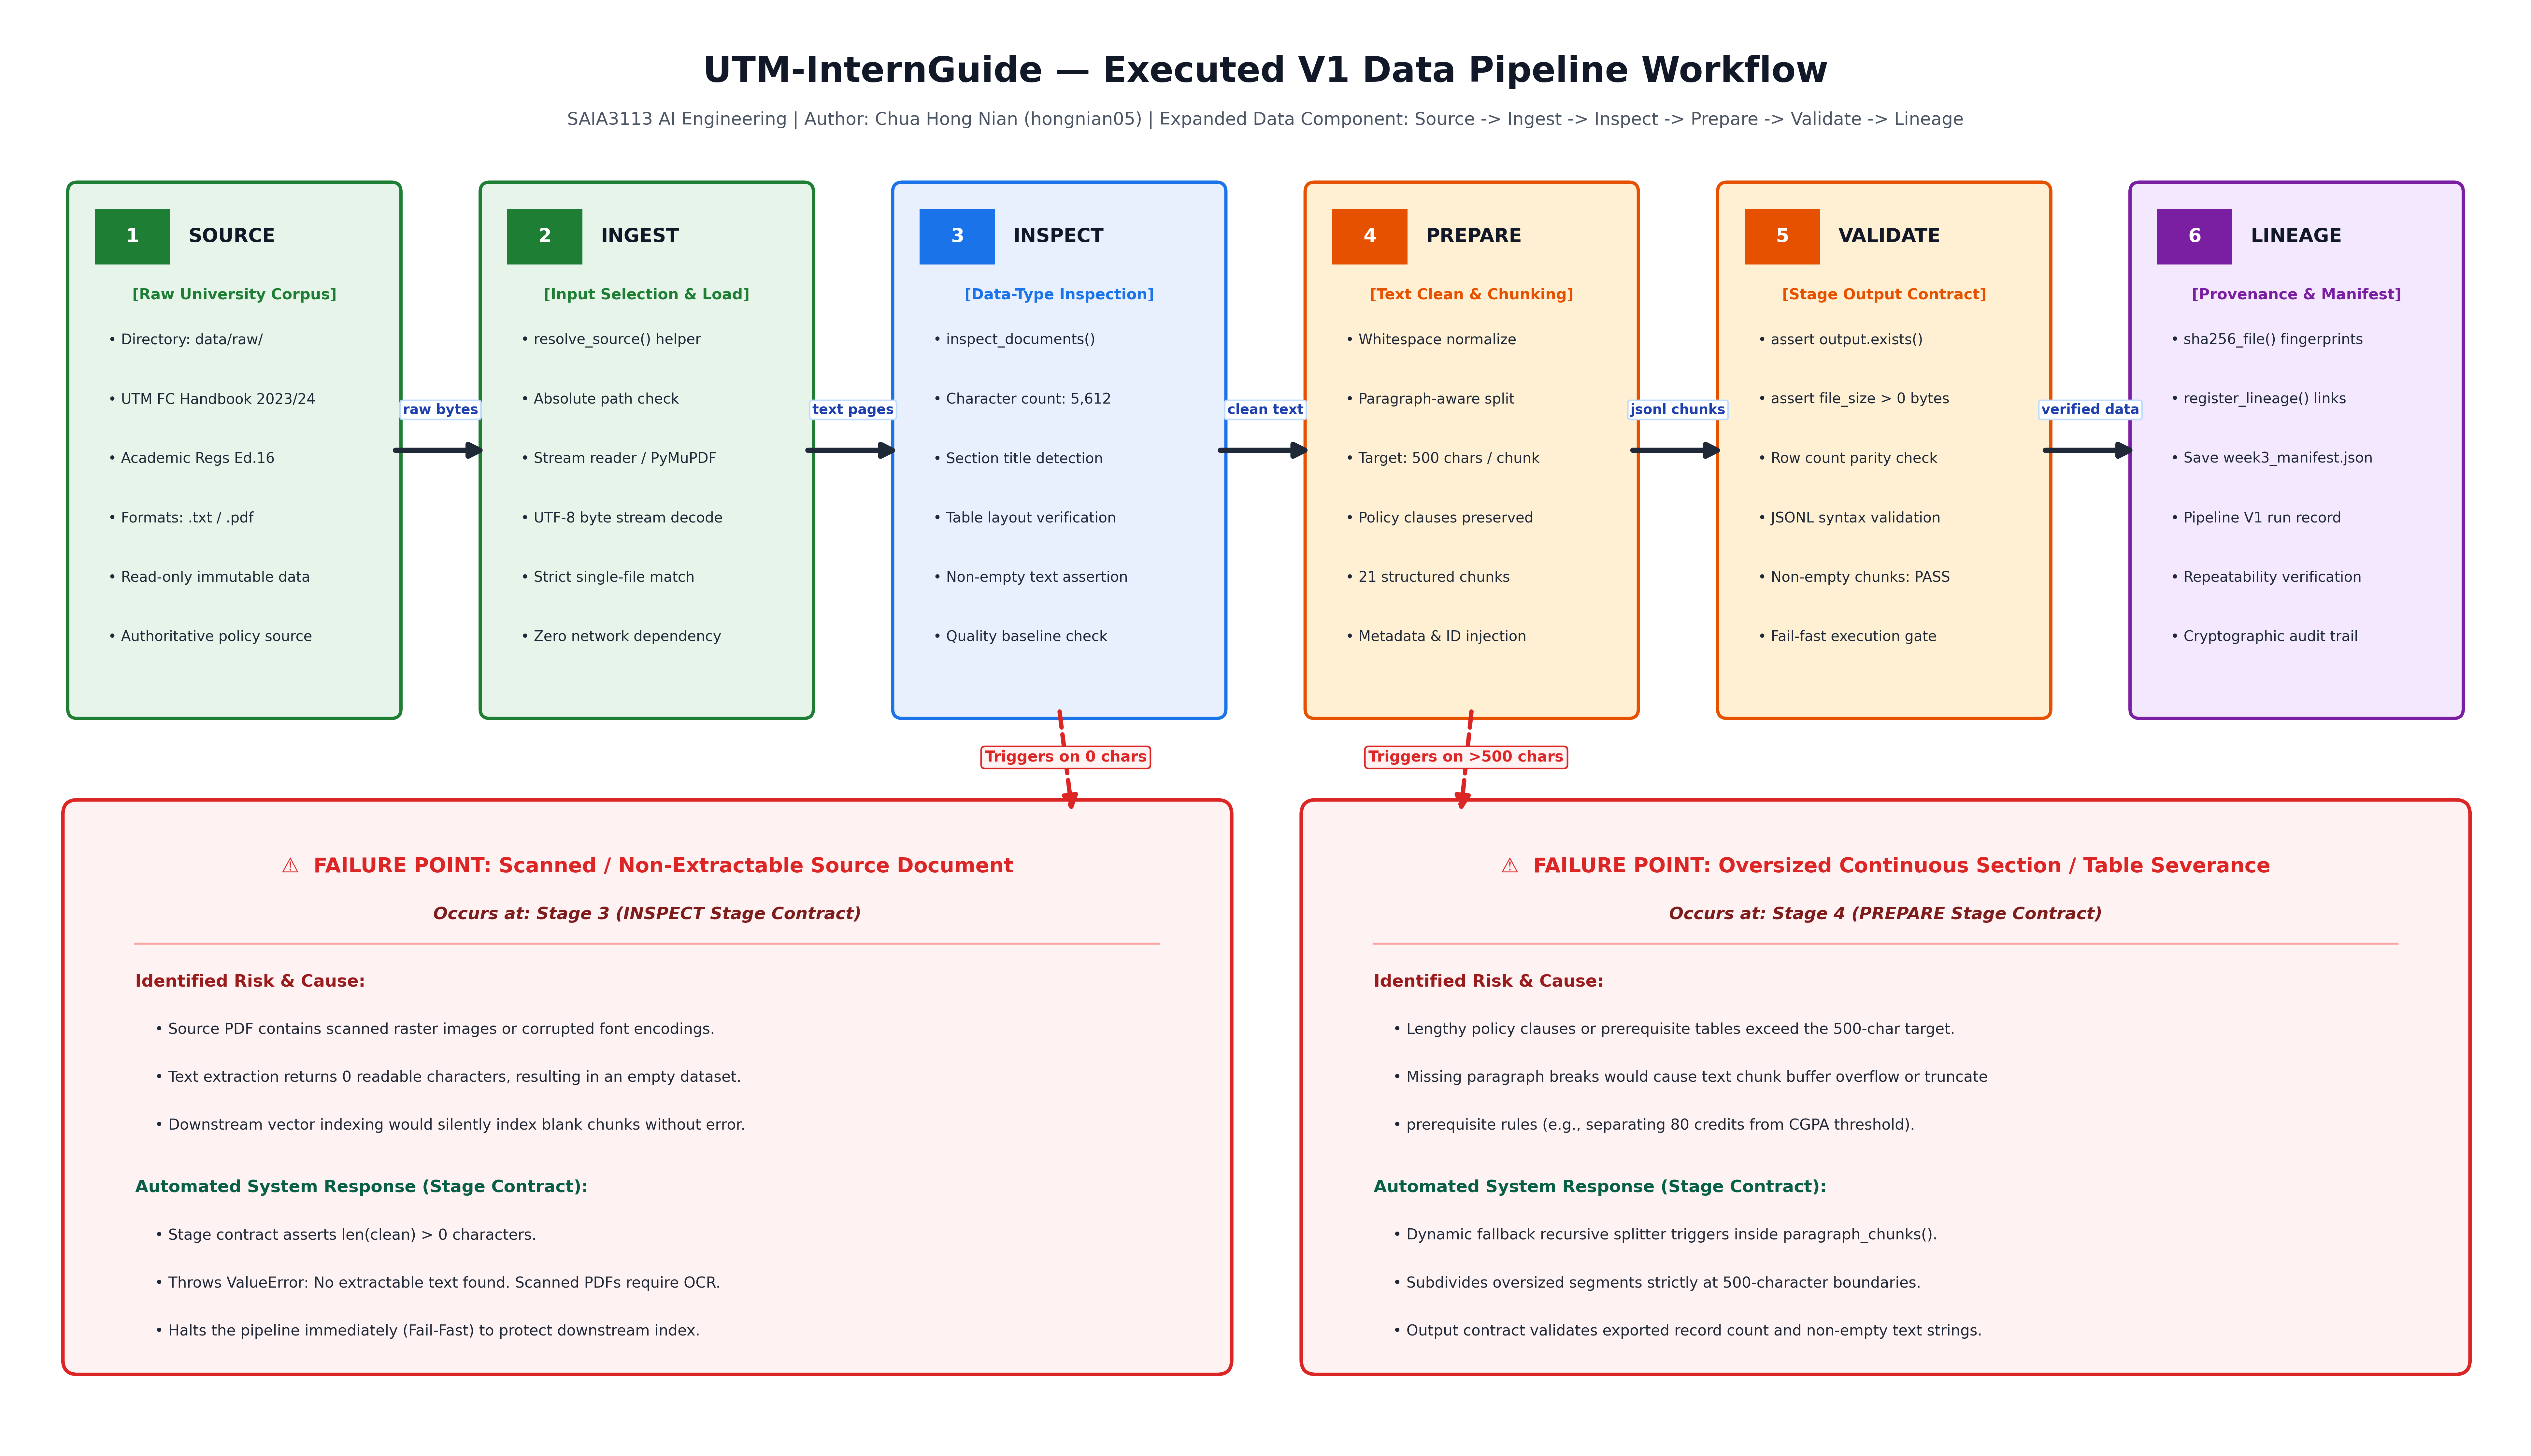 UTM-InternGuide — Executed V1 Data Pipeline Workflow
SAIA3113 AI Engineering | Author: Chua Hong Nian (hongnian05) | Expanded Data Component: Source -> Ingest -> Inspect -> Prepare -> Validate -> Lineage
1 SOURCE
[Raw University Corpus]
• Directory: data/raw/
• UTM FC Handbook 2023/24
• Academic Regs Ed.16
• Formats: .txt / .pdf
• Read-only immutable data
• Authoritative policy source
raw bytes
2 INGEST
[Input Selection & Load]
• resolve_source() helper
• Absolute path check
• Stream reader / PyMuPDF
• UTF-8 byte stream decode
• Strict single-file match
• Zero network dependency
text pages
3 INSPECT
[Data-Type Inspection]
• inspect_documents()
• Character count: 5,612
• Section title detection
• Table layout verification
• Non-empty text assertion
• Quality baseline check
clean text
4 PREPARE
[Text Clean & Chunking]
• Whitespace normalize
• Paragraph-aware split
• Target: 500 chars / chunk
• Policy clauses preserved
• 21 structured chunks
• Metadata & ID injection
jsonl chunks
5 VALIDATE
[Stage Output Contract]
• assert output.exists()
• assert file_size > 0 bytes
• Row count parity check
• JSONL syntax validation
• Non-empty chunks: PASS
• Fail-fast execution gate
verified data
6 LINEAGE
[Provenance & Manifest]
• sha256_file() fingerprints
• register_lineage() links
• Save week3_manifest.json
• Pipeline V1 run record
• Repeatability verification
• Cryptographic audit trail
Triggers on 0 chars
Triggers on >500 chars
⚠ FAILURE POINT: Scanned / Non-Extractable Source Document
Occurs at: Stage 3 (INSPECT Stage Contract)
Identified Risk & Cause:
• Source PDF contains scanned raster images or corrupted font encodings.
• Text extraction returns 0 readable characters, resulting in an empty dataset.
• Downstream vector indexing would silently index blank chunks without error.
Automated System Response (Stage Contract):
• Stage contract asserts len(clean) > 0 characters.
• Throws ValueError: No extractable text found. Scanned PDFs require OCR.
• Halts the pipeline immediately (Fail-Fast) to protect downstream index.
⚠ FAILURE POINT: Oversized Continuous Section / Table Severance
Occurs at: Stage 4 (PREPARE Stage Contract)
Identified Risk & Cause:
• Lengthy policy clauses or prerequisite tables exceed the 500-char target.
• Missing paragraph breaks would cause text chunk buffer overflow or truncate
• prerequisite rules (e.g., separating 80 credits from CGPA threshold).
Automated System Response (Stage Contract):
• Dynamic fallback recursive splitter triggers inside paragraph_chunks().
• Subdivides oversized segments strictly at 500-character boundaries.
• Output contract validates exported record count and non-empty text strings.